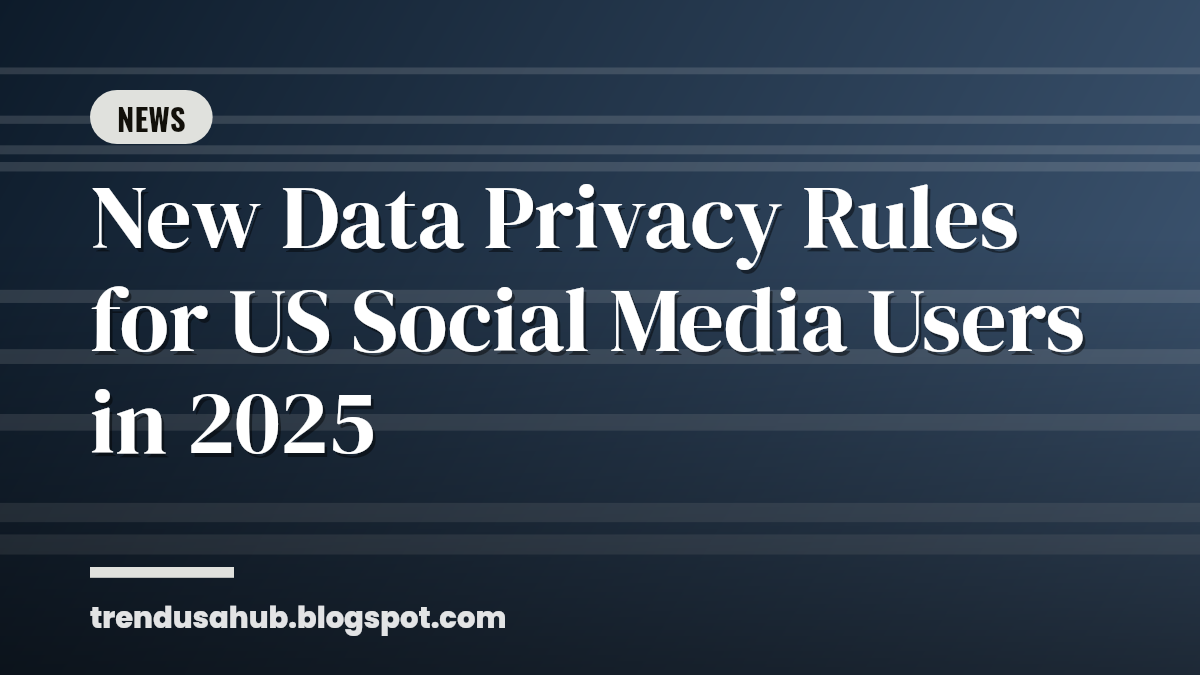 NEWS
New Data Privacy Rules
for US Social Media Users
in 2025
trendusahub.blogspot.com